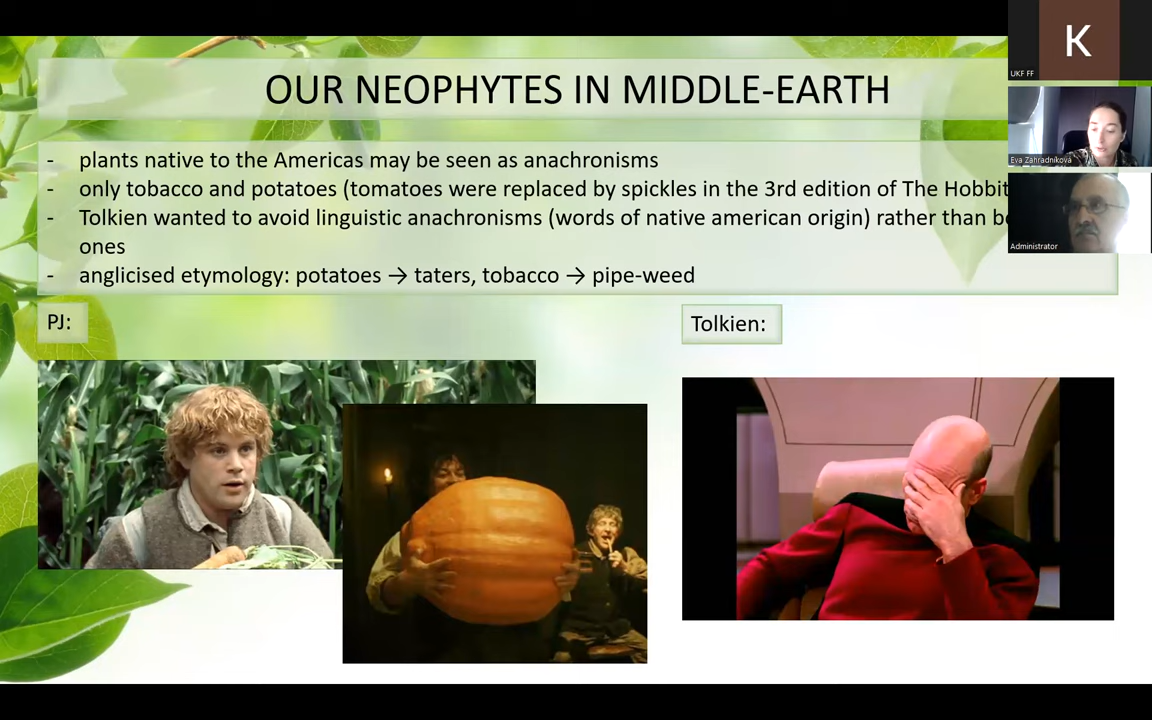 OUR NEOPHYTES IN MIDDLE-EARTH
- plants native to the Americas may be seen as anachronisms
- only tobacco and potatoes (tomatoes were replaced by spickles in the 3rd edition of The Hobbit
- Tolkien wanted to avoid linguistic anachronisms (words of native american origin) rather than
ones
- anglicised etymology: potatoes → taters, tobacco → pipe-weed
PJ:
Tolkien:
K
UKF FF
Eva Zahradníková
Administrator